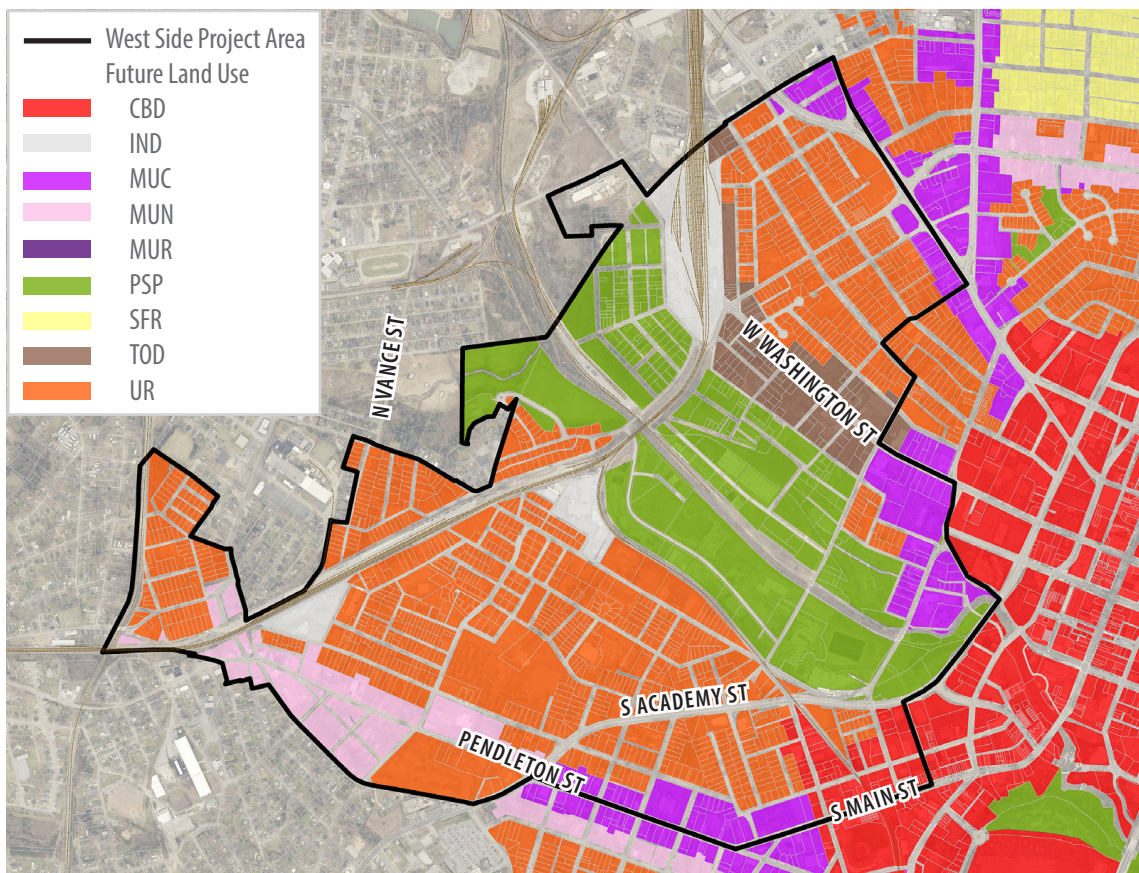 West Side Project Area
Future Land Use
CBD
IND
MUC
MUN
MUR
PSP
SFR
TOD
UR
N VANCE ST
W WASHINGTON ST
S ACADEMY ST
PENDLETON ST
S MAIN ST